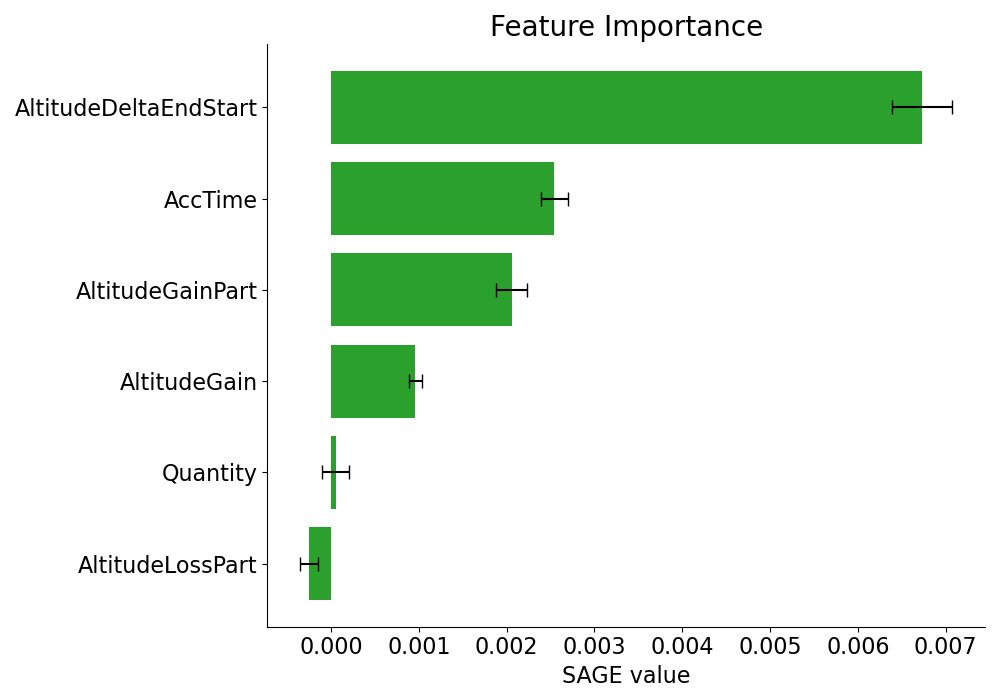 Feature Importance
AltitudeDeltaEndStart
AccTime
AltitudeGainPart
AltitudeGain
Quantity
AltitudeLossPart
0.000 0.001 0.002 0.003 0.004 0.005 0.006 0.007
SAGE value